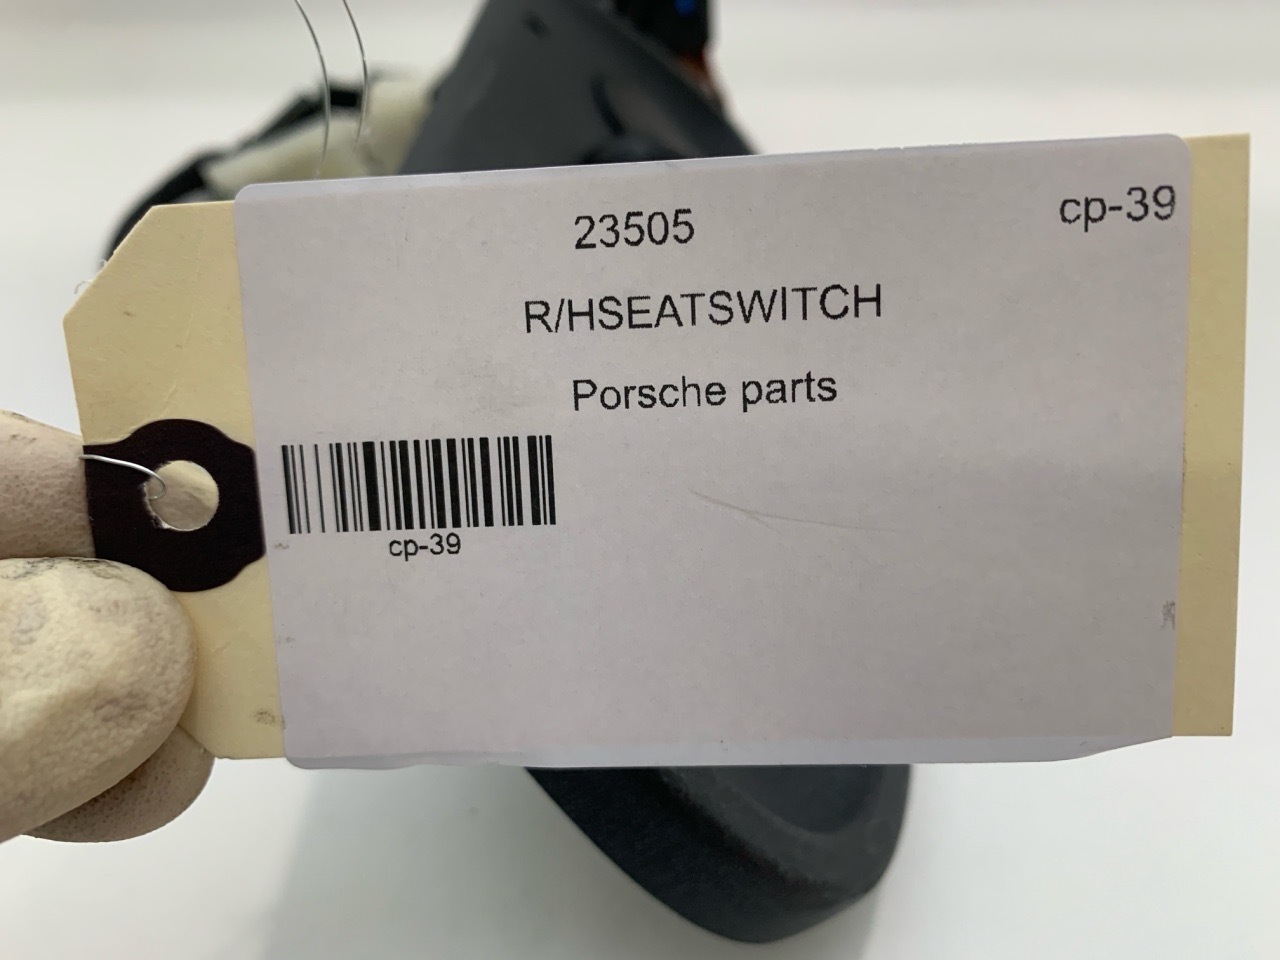 23505
cp-39
R/HSEATSWITCH
Porsche parts
cp-39